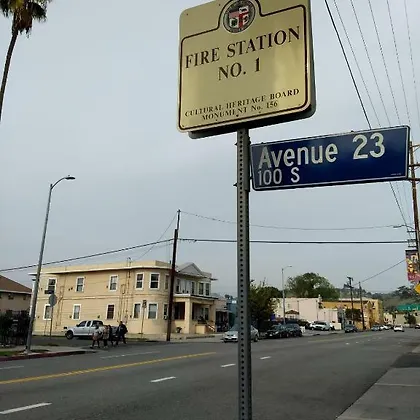 FIRE STATION
NO. 1
CULTURAL HERITAGE BOARD
MONUMENT No. 156
Avenue 23
100 S